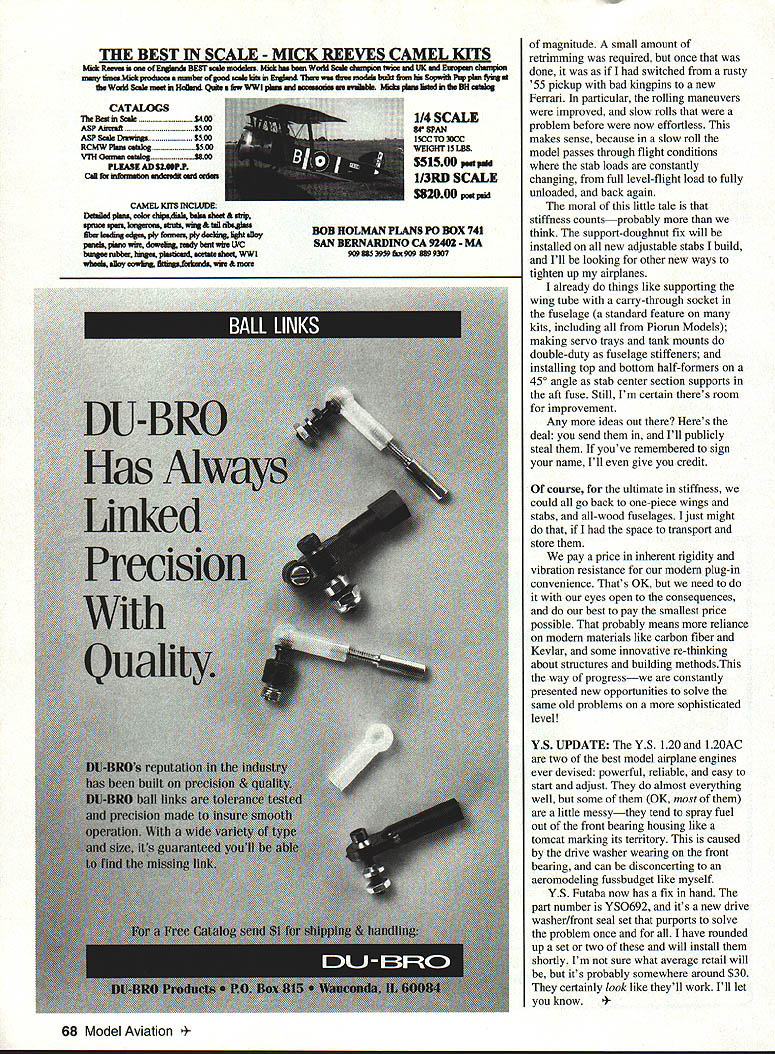 THE BEST IN SCALE - MICK REEVES CAMEL KITS
Mick Reeves is one of Englands BEST scale modelers. Mick has been World Scale champion twice and UK and European champion
many times.Mick produces a number of good scale kits in England. There was three models built from his Sopwith Pup plan flying at
the World Scale meet in Holland. Quite a few WW1 plans and accessories are available. Micks plans listed in the BH catalog
CATALOGS
The Best in Scale ...................$4.00
ASP Aircraft.........................$5.00
ASP Scale Drawings...............$5.00
RCMW Plans catalog..............$5.00
VTH German catalog..............$8.00
PLEASE AD $2.00P.P.
Call for information andcredit card orders
B
1/4 SCALE
84" SPAN
15CC TO 30CC
WEIGHT 15 LBS.
$515.00 post paid
1/3RD SCALE
$820.00 post paid
CAMEL KITS INCLUDE:
Detailed plans, color chips,dials, balsa sheet & strip,
spruce spars, longerons, struts, wing & tail ribs,glass
fiber leading edges, ply formers, ply decking, light alloy
panels, piano wire, doweling, ready bent wire U/C
bungee rubber, hinges, plasticard, acetate sheet, WW1
wheels, alloy cowling, fittings,forkends, wire & more
BOB HOLMAN PLANS PO BOX 741
SAN BERNARDINO CA 92402 - MA
909 885 3959 fax 909 889 9307
BALL LINKS
DU-BRO
Has Always
Linked
Precision
With
Quality.
DU-BRO's reputation in the industry
has been built on precision & quality.
DU-BRO ball links are tolerance tested
and precision made to insure smooth
operation. With a wide variety of type
and size, it's guaranteed you'll be able
to find the missing link.
For a Free Catalog send $1 for shipping & handling:
DU-BRO
DU-BRO Products • P.O. Box 815 • Wauconda, IL 60084
of magnitude. A small amount of
retrimming was required, but once that was
done, it was as if I had switched from a rusty
'55 pickup with bad kingpins to a new
Ferrari. In particular, the rolling maneuvers
were improved, and slow rolls that were a
problem before were now effortless. This
makes sense, because in a slow roll the
model passes through flight conditions
where the stab loads are constantly
changing, from full level-flight load to fully
unloaded, and back again.
The moral of this little tale is that
stiffness counts—probably more than we
think. The support-doughnut fix will be
installed on all new adjustable stabs I build,
and I'll be looking for other new ways to
tighten up my airplanes.
I already do things like supporting the
wing tube with a carry-through socket in
the fuselage (a standard feature on many
kits, including all from Piorun Models);
making servo trays and tank mounts do
double-duty as fuselage stiffeners; and
installing top and bottom half-formers on a
45° angle as stab center section supports in
the aft fuse. Still, I'm certain there's room
for improvement.
Any more ideas out there? Here's the
deal: you send them in, and I'll publicly
steal them. If you've remembered to sign
your name, I'll even give you credit.
Of course, for the ultimate in stiffness, we
could all go back to one-piece wings and
stabs, and all-wood fuselages. I just might
do that, if I had the space to transport and
store them.
We pay a price in inherent rigidity and
vibration resistance for our modern plug-in
convenience. That's OK, but we need to do
it with our eyes open to the consequences,
and do our best to pay the smallest price
possible. That probably means more reliance
on modern materials like carbon fiber and
Kevlar, and some innovative re-thinking
about structures and building methods.This
the way of progress—we are constantly
presented new opportunities to solve the
same old problems on a more sophisticated
level!
Y.S. UPDATE: The Y.S. 1.20 and 1.20AC
are two of the best model airplane engines
ever devised: powerful, reliable, and easy to
start and adjust. They do almost everything
well, but some of them (OK, most of them)
are a little messy—they tend to spray fuel
out of the front bearing housing like a
tomcat marking its territory. This is caused
by the drive washer wearing on the front
bearing, and can be disconcerting to an
aeromodeling fussbudget like myself.
Y.S. Futaba now has a fix in hand. The
part number is YSO692, and it's a new drive
washer/front seal set that purports to solve
the problem once and for all. I have rounded
up a set or two of these and will install them
shortly. I'm not sure what average retail will
be, but it's probably somewhere around $30.
They certainly look like they'll work. I'll let
you know.
68 Model Aviation